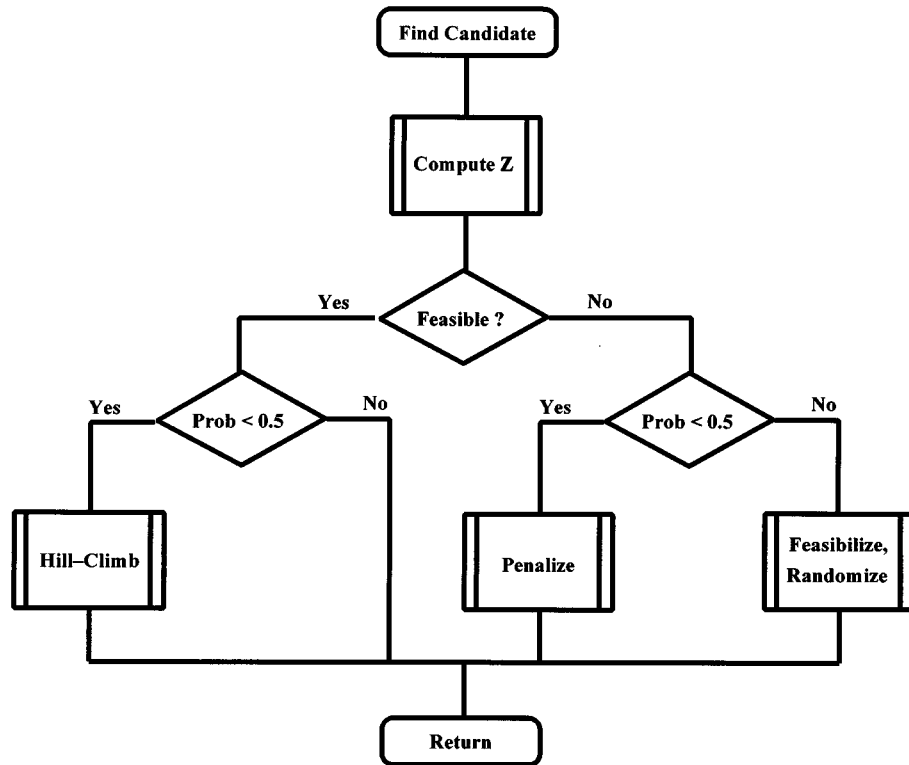 Find Candidate
Compute Z
Feasible ?
Yes
No
Prob < 0.5
Yes
No
Prob < 0.5
Yes
No
Hill–Climb
Penalize
Feasibilize,
Randomize
Return